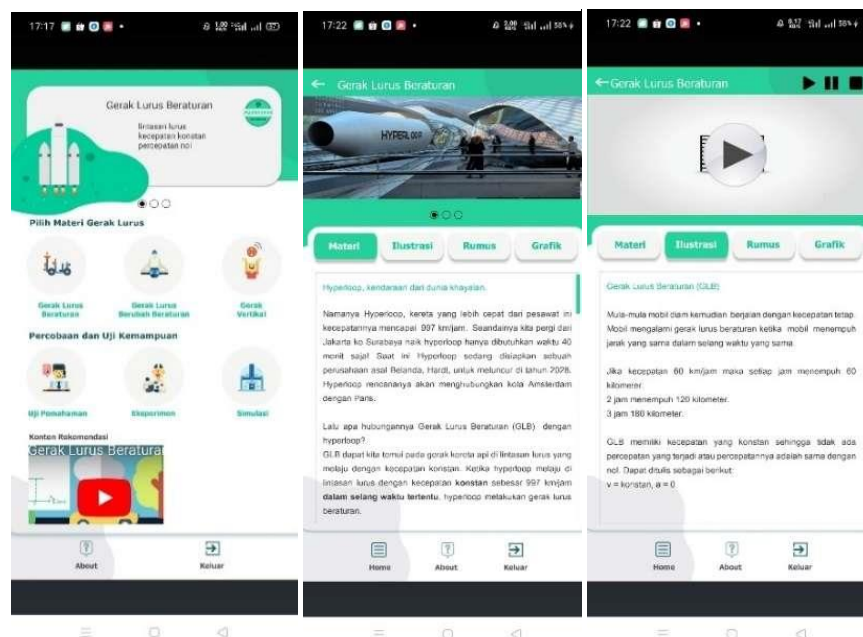 17:17
Gerak Lurus Beraturan
lintasan lurus
kecepatan konstan
percepatan nol
Pilih Materi Gerak Lurus
Gerak Lurus
Beraturan
Gerak Lurus
Berubah Beraturan
Gerak
Vertikal
Percobaan dan Uji Kemampuan
Uji Pemahaman
Eksperimen
Simulasi
Konten Rekomendasi
Gerak Lurus Beraturan
About
Keluar
17:22
Gerak Lurus Beraturan
HYPERLOOP
Materi
Ilustrasi
Rumus
Grafik
Hyperloop, kendaraan dari dunia khayalan.
Namanya Hyperloop, kereta yang lebih cepat dari pesawat ini
kecepatannya mencapai 997 km/jam. Seandainya kita pergi dari
Jakarta ko Surabaya naik hyperloop hanya dibutuhkan waktu 40
monit saja! Saat ini Hyperloop sedang disiapkan sebuah
perusahaan asal Belanda, Hardt, untuk meluncur di tahun 2028.
Hyperloop rencananya akan menghubungkan kota Amsterdam
dengan Paris.
Lalu apa hubungannya Gerak Lurus Beraturan (GLB) dengan
hyperloop?
GLB dapat kita temui pada gerak kereta api di lintasan lurus yang
melaju dengan kecepatan konstan. Ketika hyperloop melaju di
lintasan lurus dengan kecepatan konstan sebesar 997 km/jam
dalam selang waktu tertentu, hyperloop melakukan gerak lurus
beraturan.
Home
About
Keluar
17:22
Gerak Lurus Beraturan
Materi
Ilustrasi
Rumus
Grafik
Gerak Lurus Beraturan (GLB)
Mula-mula mobil diam kemudian berjalan dengan kecepatan tetap.
Mobil mengalami gerak lurus beraturan ketika mobil menempuh
jarak yang sama dalam selang waktu yang sama.
Jika kecepatan 60 km/jam maka setiap jam menempuh 60
kilometer.
2 jam menempuh 120 kilometer.
3 jam 180 kilometer.
GLB memiliki kecepatan yang konstan sehingga tidak ada
percepatan yang terjadi atau percepatannya adalah sama dengan
nol. Dapat ditulis sebagai berikut:
v = konstan, a = 0
Home
About
Keluar